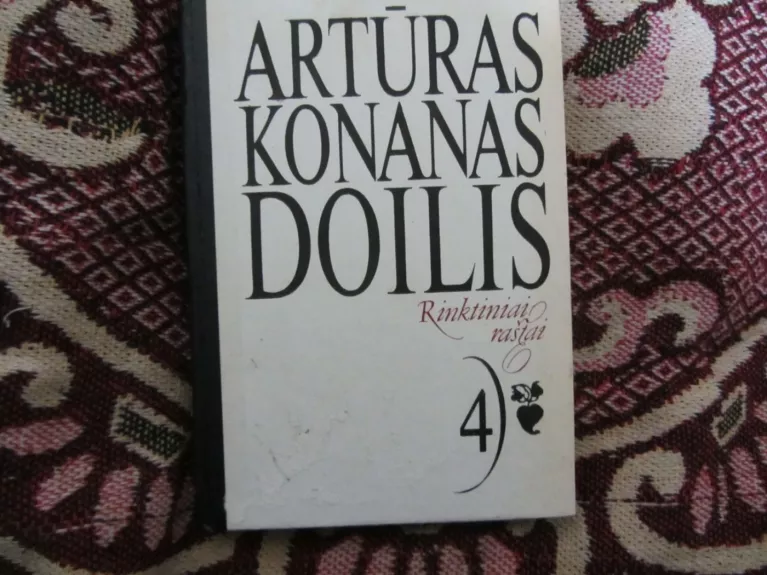 ARTŪRAS
KONANAS
DOILIS
Rinktiniai
raštai
4)